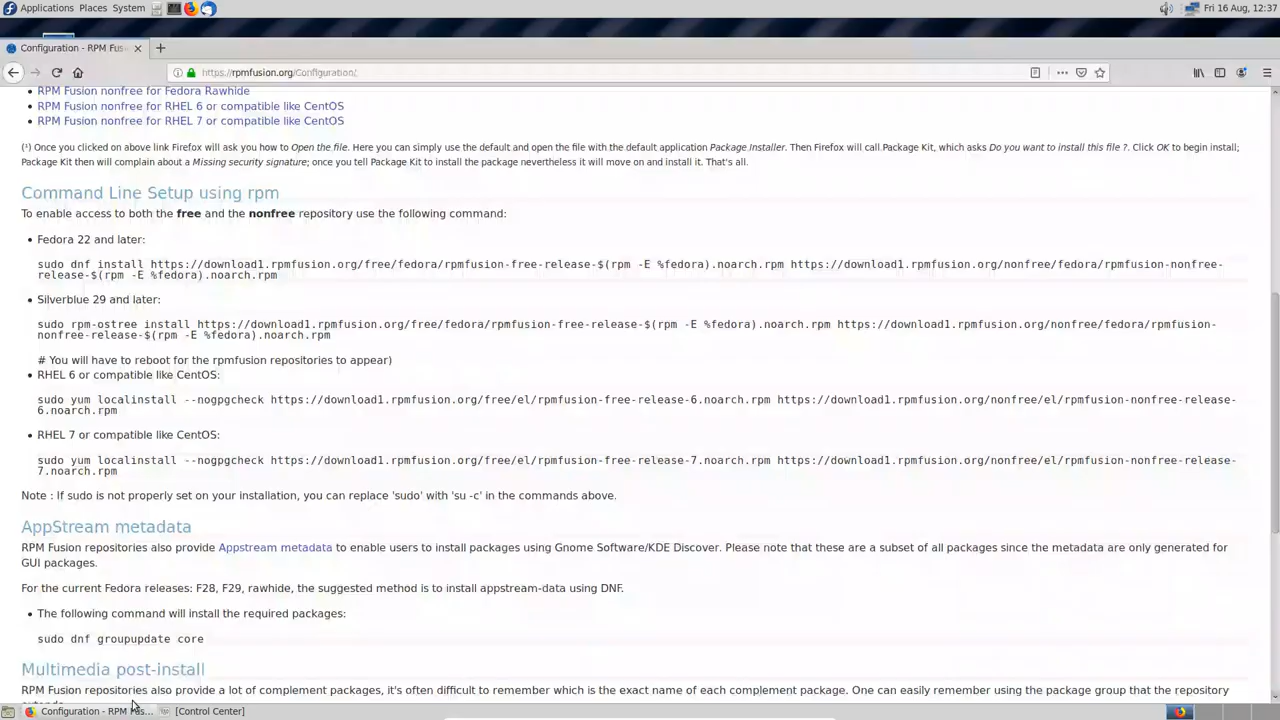 Applications Places System Fri 16 Aug, 12:37
Configuration - RPM Fus
https://rpmfusion.org/Configuration/
RPM Fusion nonfree for Fedora Rawhide
RPM Fusion nonfree for RHEL 6 or compatible like CentOS
RPM Fusion nonfree for RHEL 7 or compatible like CentOS
(¹) Once you clicked on above link Firefox will ask you how to Open the file. Here you can simply use the default and open the file with the default application Package Installer. Then Firefox will call Package Kit, which asks Do you want to install this file ?. Click OK to begin install;
Package Kit then will complain about a Missing security signature; once you tell Package Kit to install the package nevertheless it will move on and install it. That's all.
Command Line Setup using rpm
To enable access to both the free and the nonfree repository use the following command:
• Fedora 22 and later:
sudo dnf install https://download1.rpmfusion.org/free/fedora/rpmfusion-free-release-$(rpm -E %fedora).noarch.rpm https://download1.rpmfusion.org/nonfree/fedora/rpmfusion-nonfree-
release-$(rpm -E %fedora).noarch.rpm
• Silverblue 29 and later:
sudo rpm-ostree install https://download1.rpmfusion.org/free/fedora/rpmfusion-free-release-$(rpm -E %fedora).noarch.rpm https://download1.rpmfusion.org/nonfree/fedora/rpmfusion-
nonfree-release-$(rpm -E %fedora).noarch.rpm
# You will have to reboot for the rpmfusion repositories to appear)
• RHEL 6 or compatible like CentOS:
sudo yum localinstall --nogpgcheck https://download1.rpmfusion.org/free/el/rpmfusion-free-release-6.noarch.rpm https://download1.rpmfusion.org/nonfree/el/rpmfusion-nonfree-release-
6.noarch.rpm
• RHEL 7 or compatible like CentOS:
sudo yum localinstall --nogpgcheck https://download1.rpmfusion.org/free/el/rpmfusion-free-release-7.noarch.rpm https://download1.rpmfusion.org/nonfree/el/rpmfusion-nonfree-release-
7.noarch.rpm
Note : If sudo is not properly set on your installation, you can replace 'sudo' with 'su -c' in the commands above.
AppStream metadata
RPM Fusion repositories also provide Appstream metadata to enable users to install packages using Gnome Software/KDE Discover. Please note that these are a subset of all packages since the metadata are only generated for
GUI packages.
For the current Fedora releases: F28, F29, rawhide, the suggested method is to install appstream-data using DNF.
• The following command will install the required packages:
sudo dnf groupupdate core
Multimedia post-install
RPM Fusion repositories also provide a lot of complement packages, it's often difficult to remember which is the exact name of each complement package. One can easily remember using the package group that the repository
Configuration - RPM Fus... [Control Center]